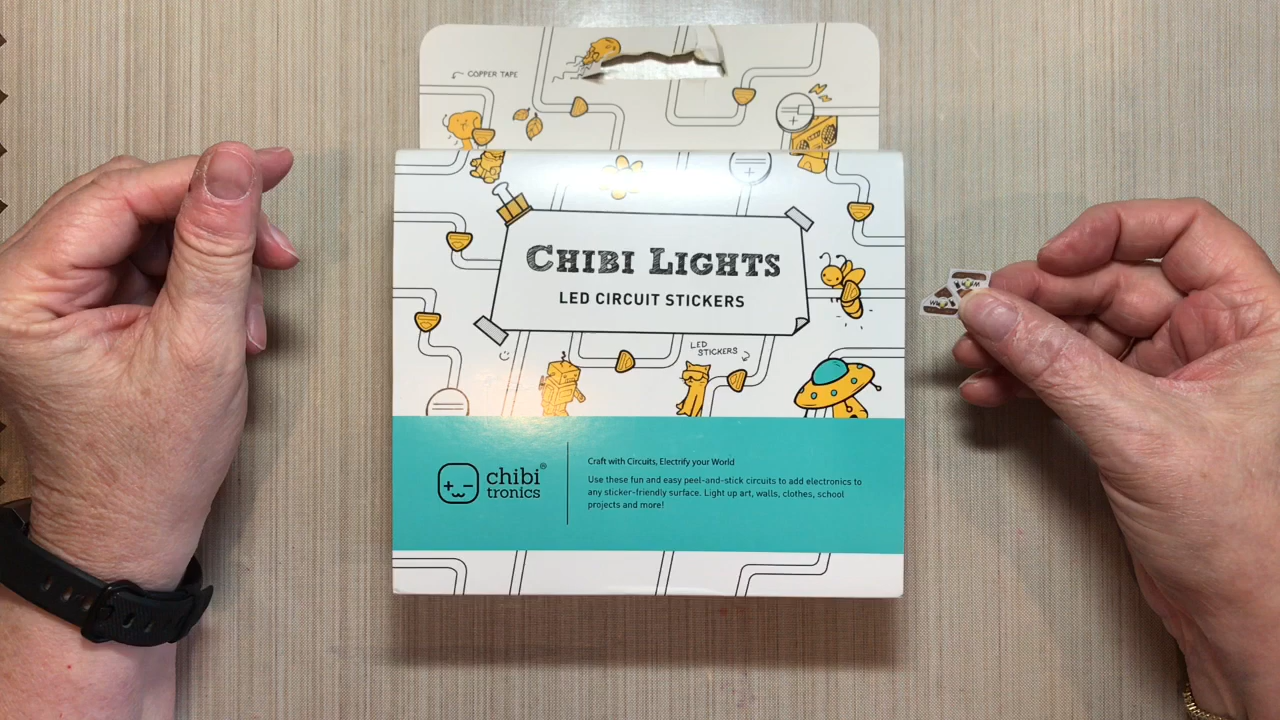 COPPER TAPE
CHIBI LIGHTS
LED CIRCUIT STICKERS
LED
STICKERS
chibi®
tronics
Craft with Circuits, Electrify your World
Use these fun and easy peel-and-stick circuits to add electronics to
any sticker-friendly surface. Light up art, walls, clothes, school
projects and more!